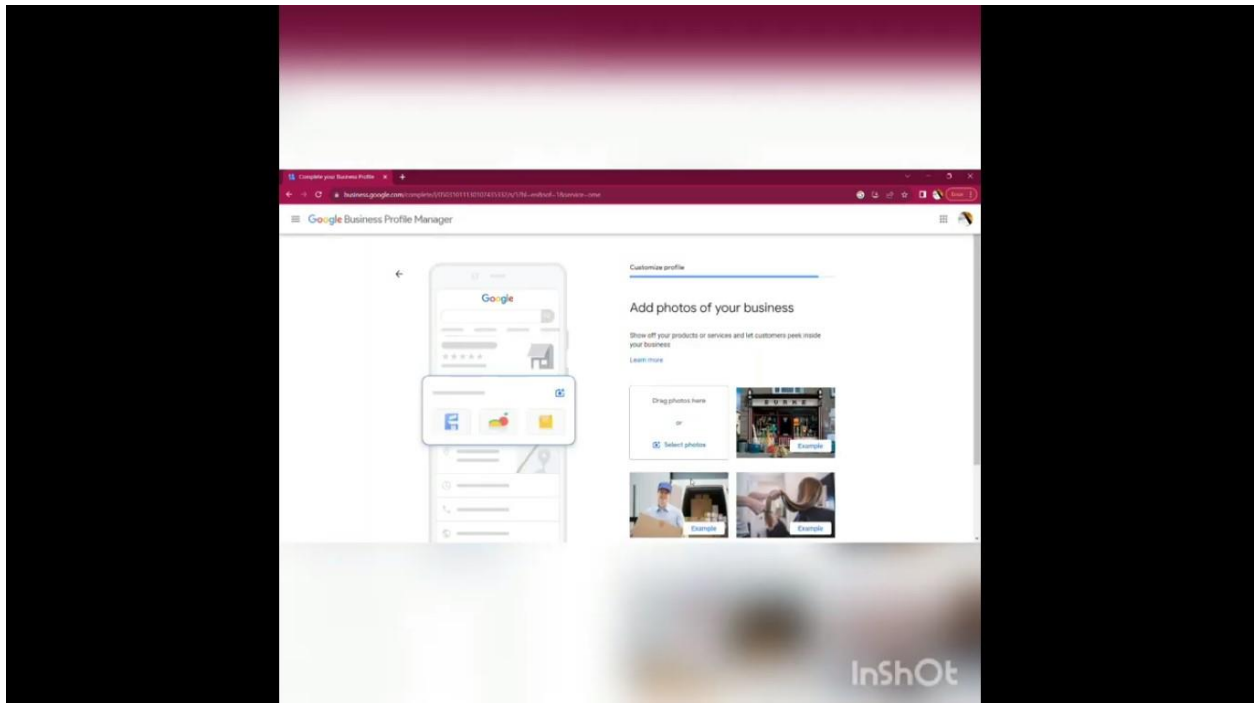 Complete your Business Profile
Google Business Profile Manager
Customize profile
Google
Add photos of your business
Show off your products or services and let customers peek inside
your business
Learn more
Drag photos here
or
Select photos
BURKE
Example
Example
Example
InShOt